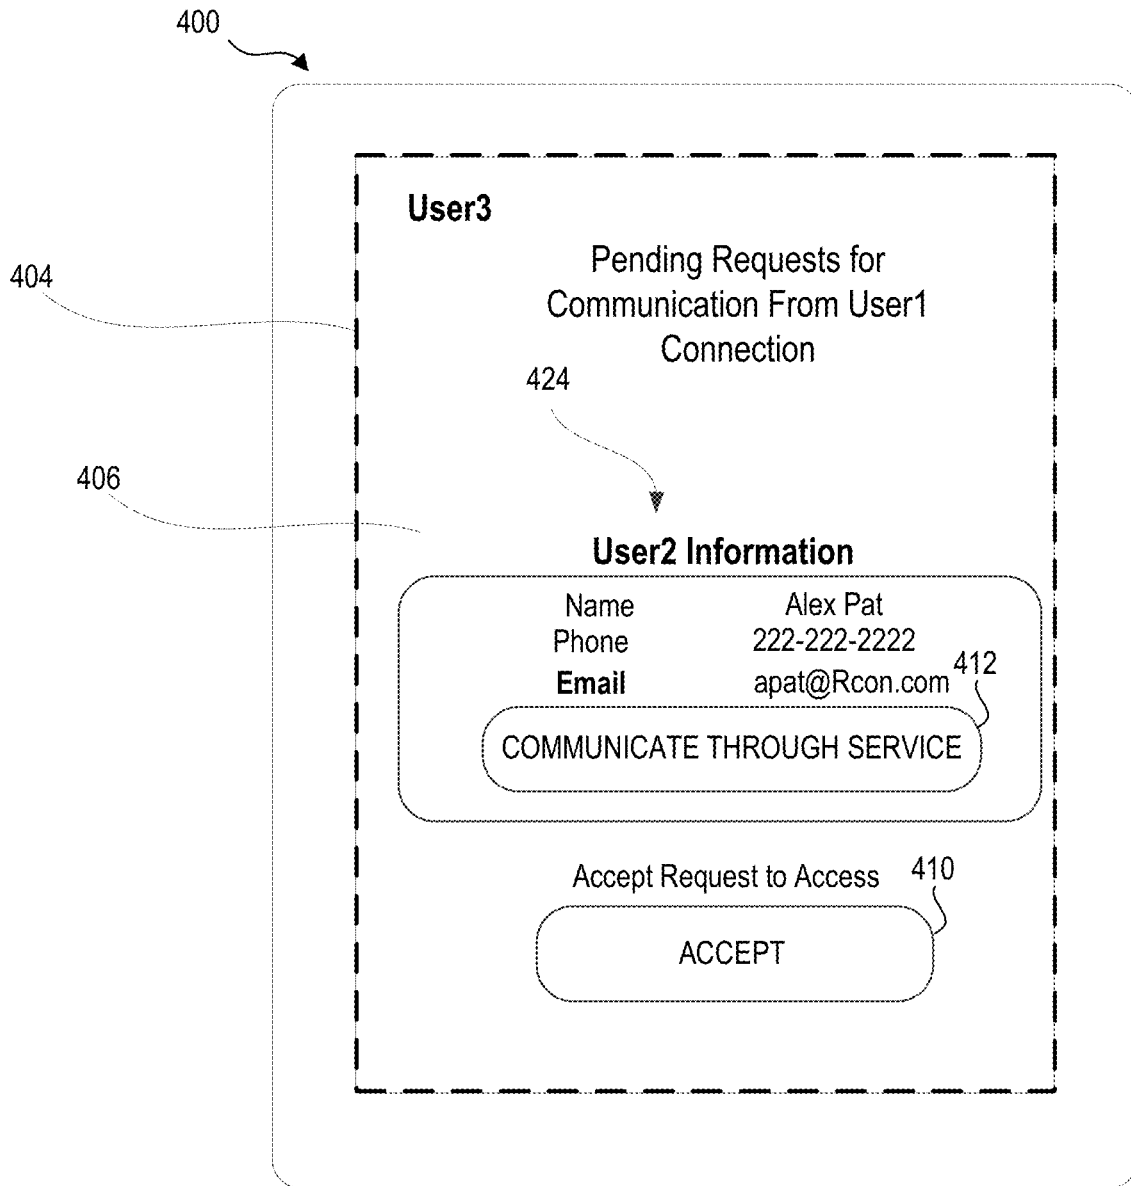 400
User3
Pending Requests for
Communication From User1
Connection
404
424
406
User2 Information
Name Alex Pat
Phone 222-222-2222
Email apat@Rcon.com
412
COMMUNICATE THROUGH SERVICE
Accept Request to Access
410
ACCEPT